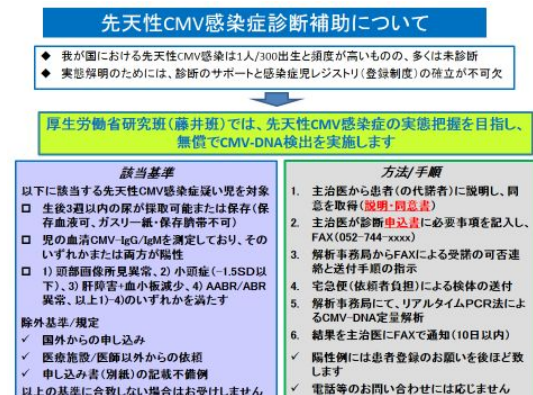 先天性CMV感染症診断補助について
◆ 我が国における先天性CMV感染は1人/300出生と頻度が高いものの、多くは未診断
◆ 実態解明のためには、診断のサポートと感染症児レジストリ(登録制度)の確立が不可欠
厚生労働省研究班(藤井班)では、先天性CMV感染症の実態把握を目指し、
無償でCMV-DNA検出を実施します
該当基準
以下に該当する先天性CMV感染症疑い児を対象
□ 生後3週以内の尿が採取可能または保存(保
存血液可、ガスリー紙・保存臍帯不可)
□ 児の血清CMV-IgG/IgMを測定しており、その
いずれかまたは両方が陽性
□ 1) 頭部画像所見異常、2) 小頭症(-1.5SD以
下)、3) 肝障害+血小板減少、4) AABR/ABR
異常、以上1)-4)のいずれかを満たす
除外基準/規定
✓ 国外からの申し込み
✓ 医療施設/医師以外からの依頼
✓ 申し込み書(別紙)の記載不備例
以上の基準に合致しない場合はお受けしません
方法/手順
1. 主治医から患者(の代諾者)に説明し、同
意を取得(説明・同意書)
2. 主治医が診断申込書に必要事項を記入し、
FAX(052-744-xxxx)
3. 解析事務局からFAXによる受諾の可否連
絡と送付手順の指示
4. 宅急便(依頼者負担)による検体の送付
5. 解析事務局にて、リアルタイムPCR法によ
るCMV-DNA定量解析
6. 結果を主治医にFAXで通知(10日以内)
✓ 陽性例には患者登録のお願いを後ほど致
します
✓ 電話等のお問い合わせには応じません